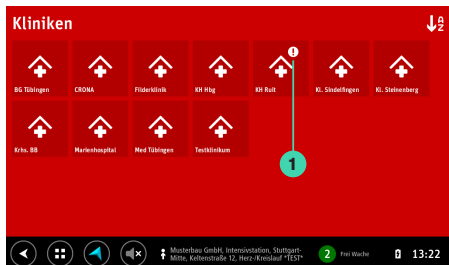 Kliniken
A
Z
BG Tübingen
CRONA
Filderklinik
KH Hbg
KH Ruit
Kl. Sindelfingen
Kl. Steinenberg
Krhs. BB
Marienhospital
Med Tübingen
Testklinikum
1
Musterbau GmbH, Intensivstation, Stuttgart-
Mitte, Keltenstraße 12, Herz-/Kreislauf *TEST*
2
Frei Wache
13:22